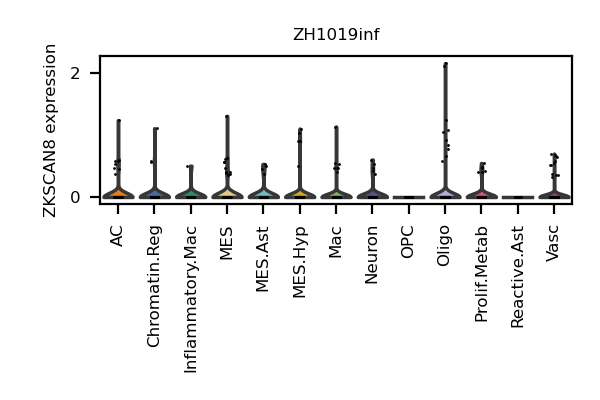 ZH1019inf
ZKSCAN8 expression
2
0
AC
Chromatin.Reg
Inflammatory.Mac
MES
MES.Ast
MES.Hyp
Mac
Neuron
OPC
Oligo
Prolif.Metab
Reactive.Ast
Vasc